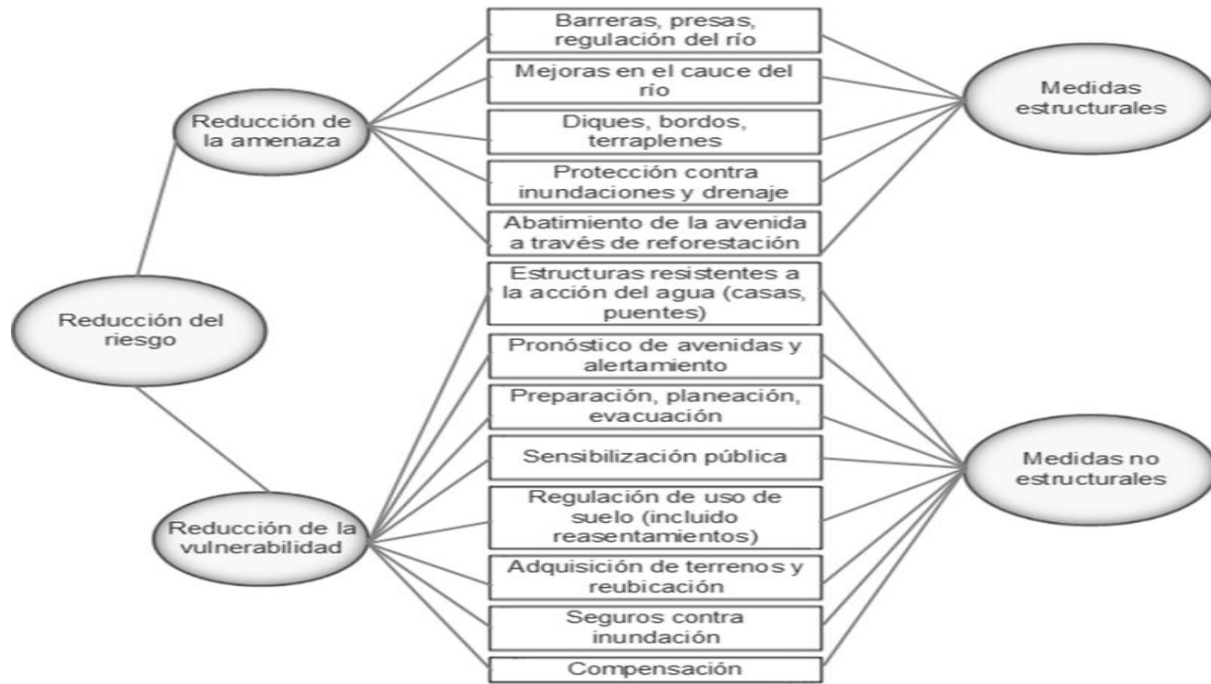 Barreras, presas,
regulación del río
Mejoras en el cauce del
río
Diques, bordos,
terraplenes
Protección contra
inundaciones y drenaje
Abatimiento de la avenida
a través de reforestación
Estructuras resistentes a
la acción del agua (casas,
puentes)
Pronóstico de avenidas y
alertamiento
Preparación, planeación,
evacuación
Sensibilización pública
Regulación de uso de
suelo (incluido
reasentamientos)
Adquisición de terrenos y
reubicación
Seguros contra
inundación
Compensación
Reducción de
la amenaza
Reducción del
riesgo
Reducción de la
vulnerabilidad
Medidas
estructurales
Medidas no
estructurales